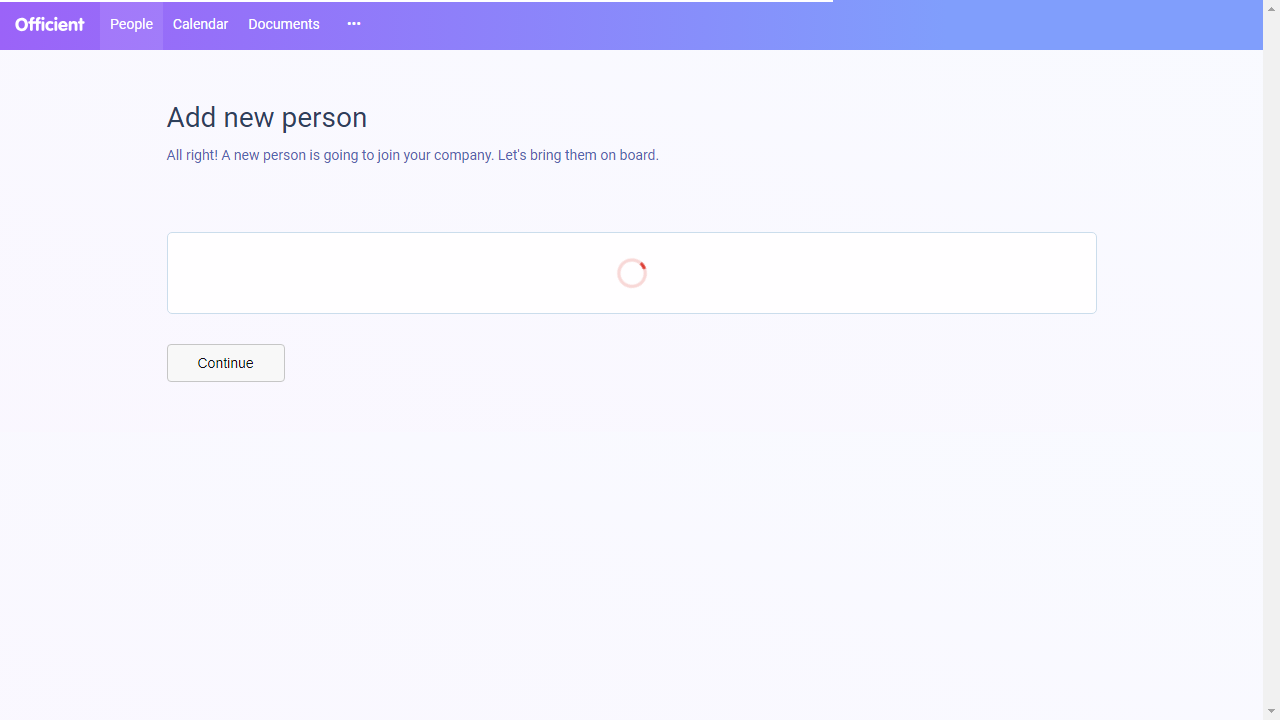 Officient
People
Calendar
Documents
Add new person
All right! A new person is going to join your company. Let's bring them on board.
Continue